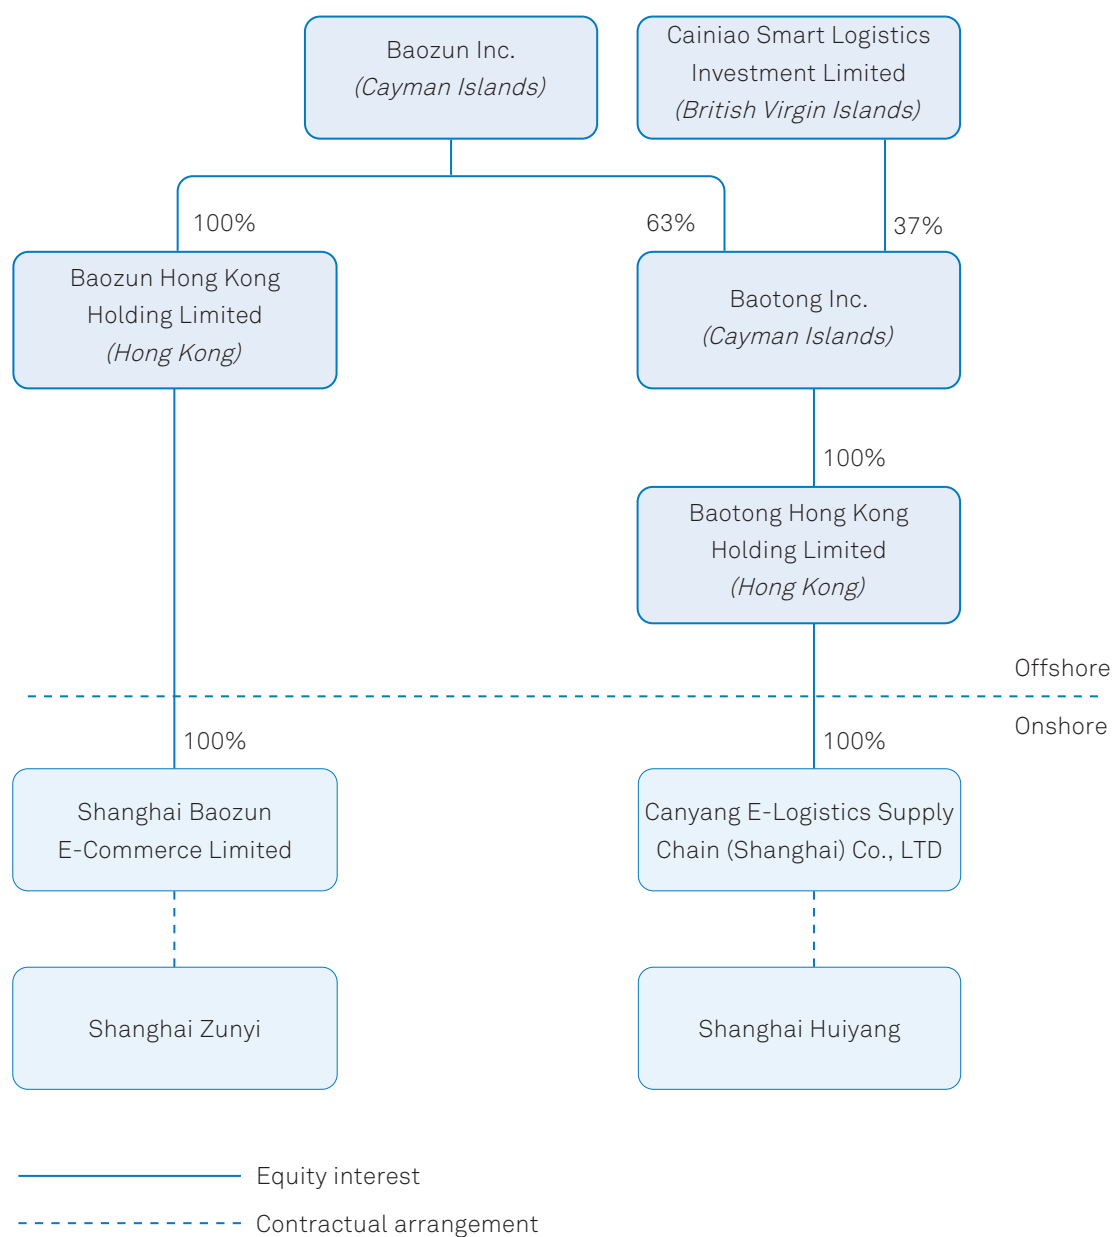 Baozun Inc.
(Cayman Islands)
Cainiao Smart Logistics
Investment Limited
(British Virgin Islands)
100%
63%
37%
Baozun Hong Kong
Holding Limited
(Hong Kong)
Baotong Inc.
(Cayman Islands)
100%
Baotong Hong Kong
Holding Limited
(Hong Kong)
Offshore
Onshore
100%
100%
Shanghai Baozun
E-Commerce Limited
Canyang E-Logistics Supply
Chain (Shanghai) Co., LTD
Shanghai Zunyi
Shanghai Huiyang
Equity interest
Contractual arrangement